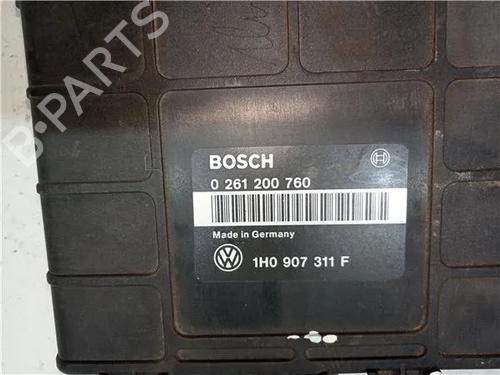 B-PARTS
BOSCH
0 261 200 760
Made in Germany
1H0 907 311 F